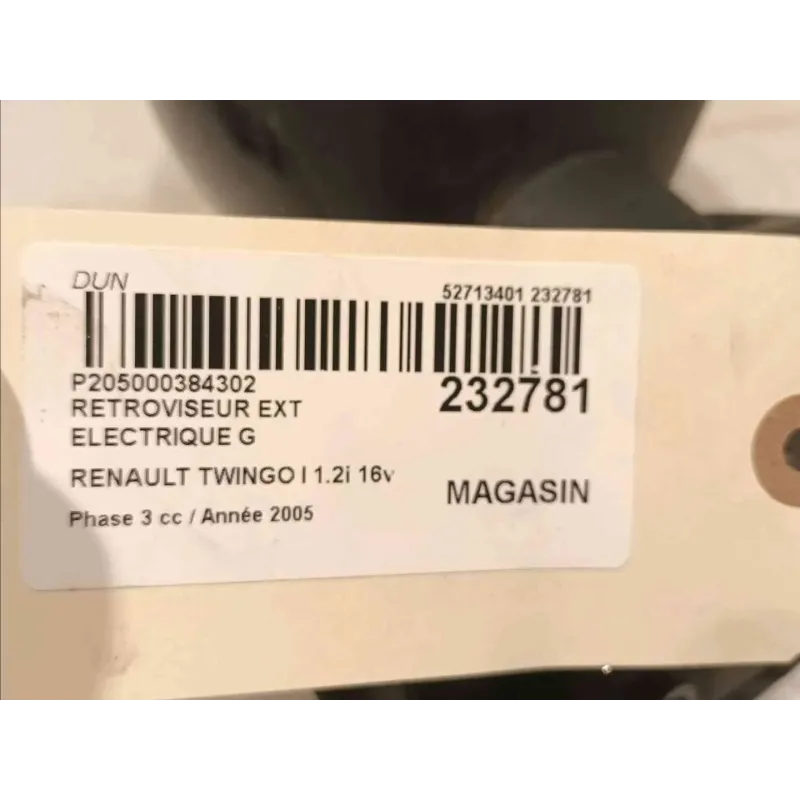 DUN
52713401 232781
P205000384302
232781
RETROVISEUR EXT
ELECTRIQUE G
RENAULT TWINGO I 1.2i 16v
MAGASIN
Phase 3 cc / Année 2005